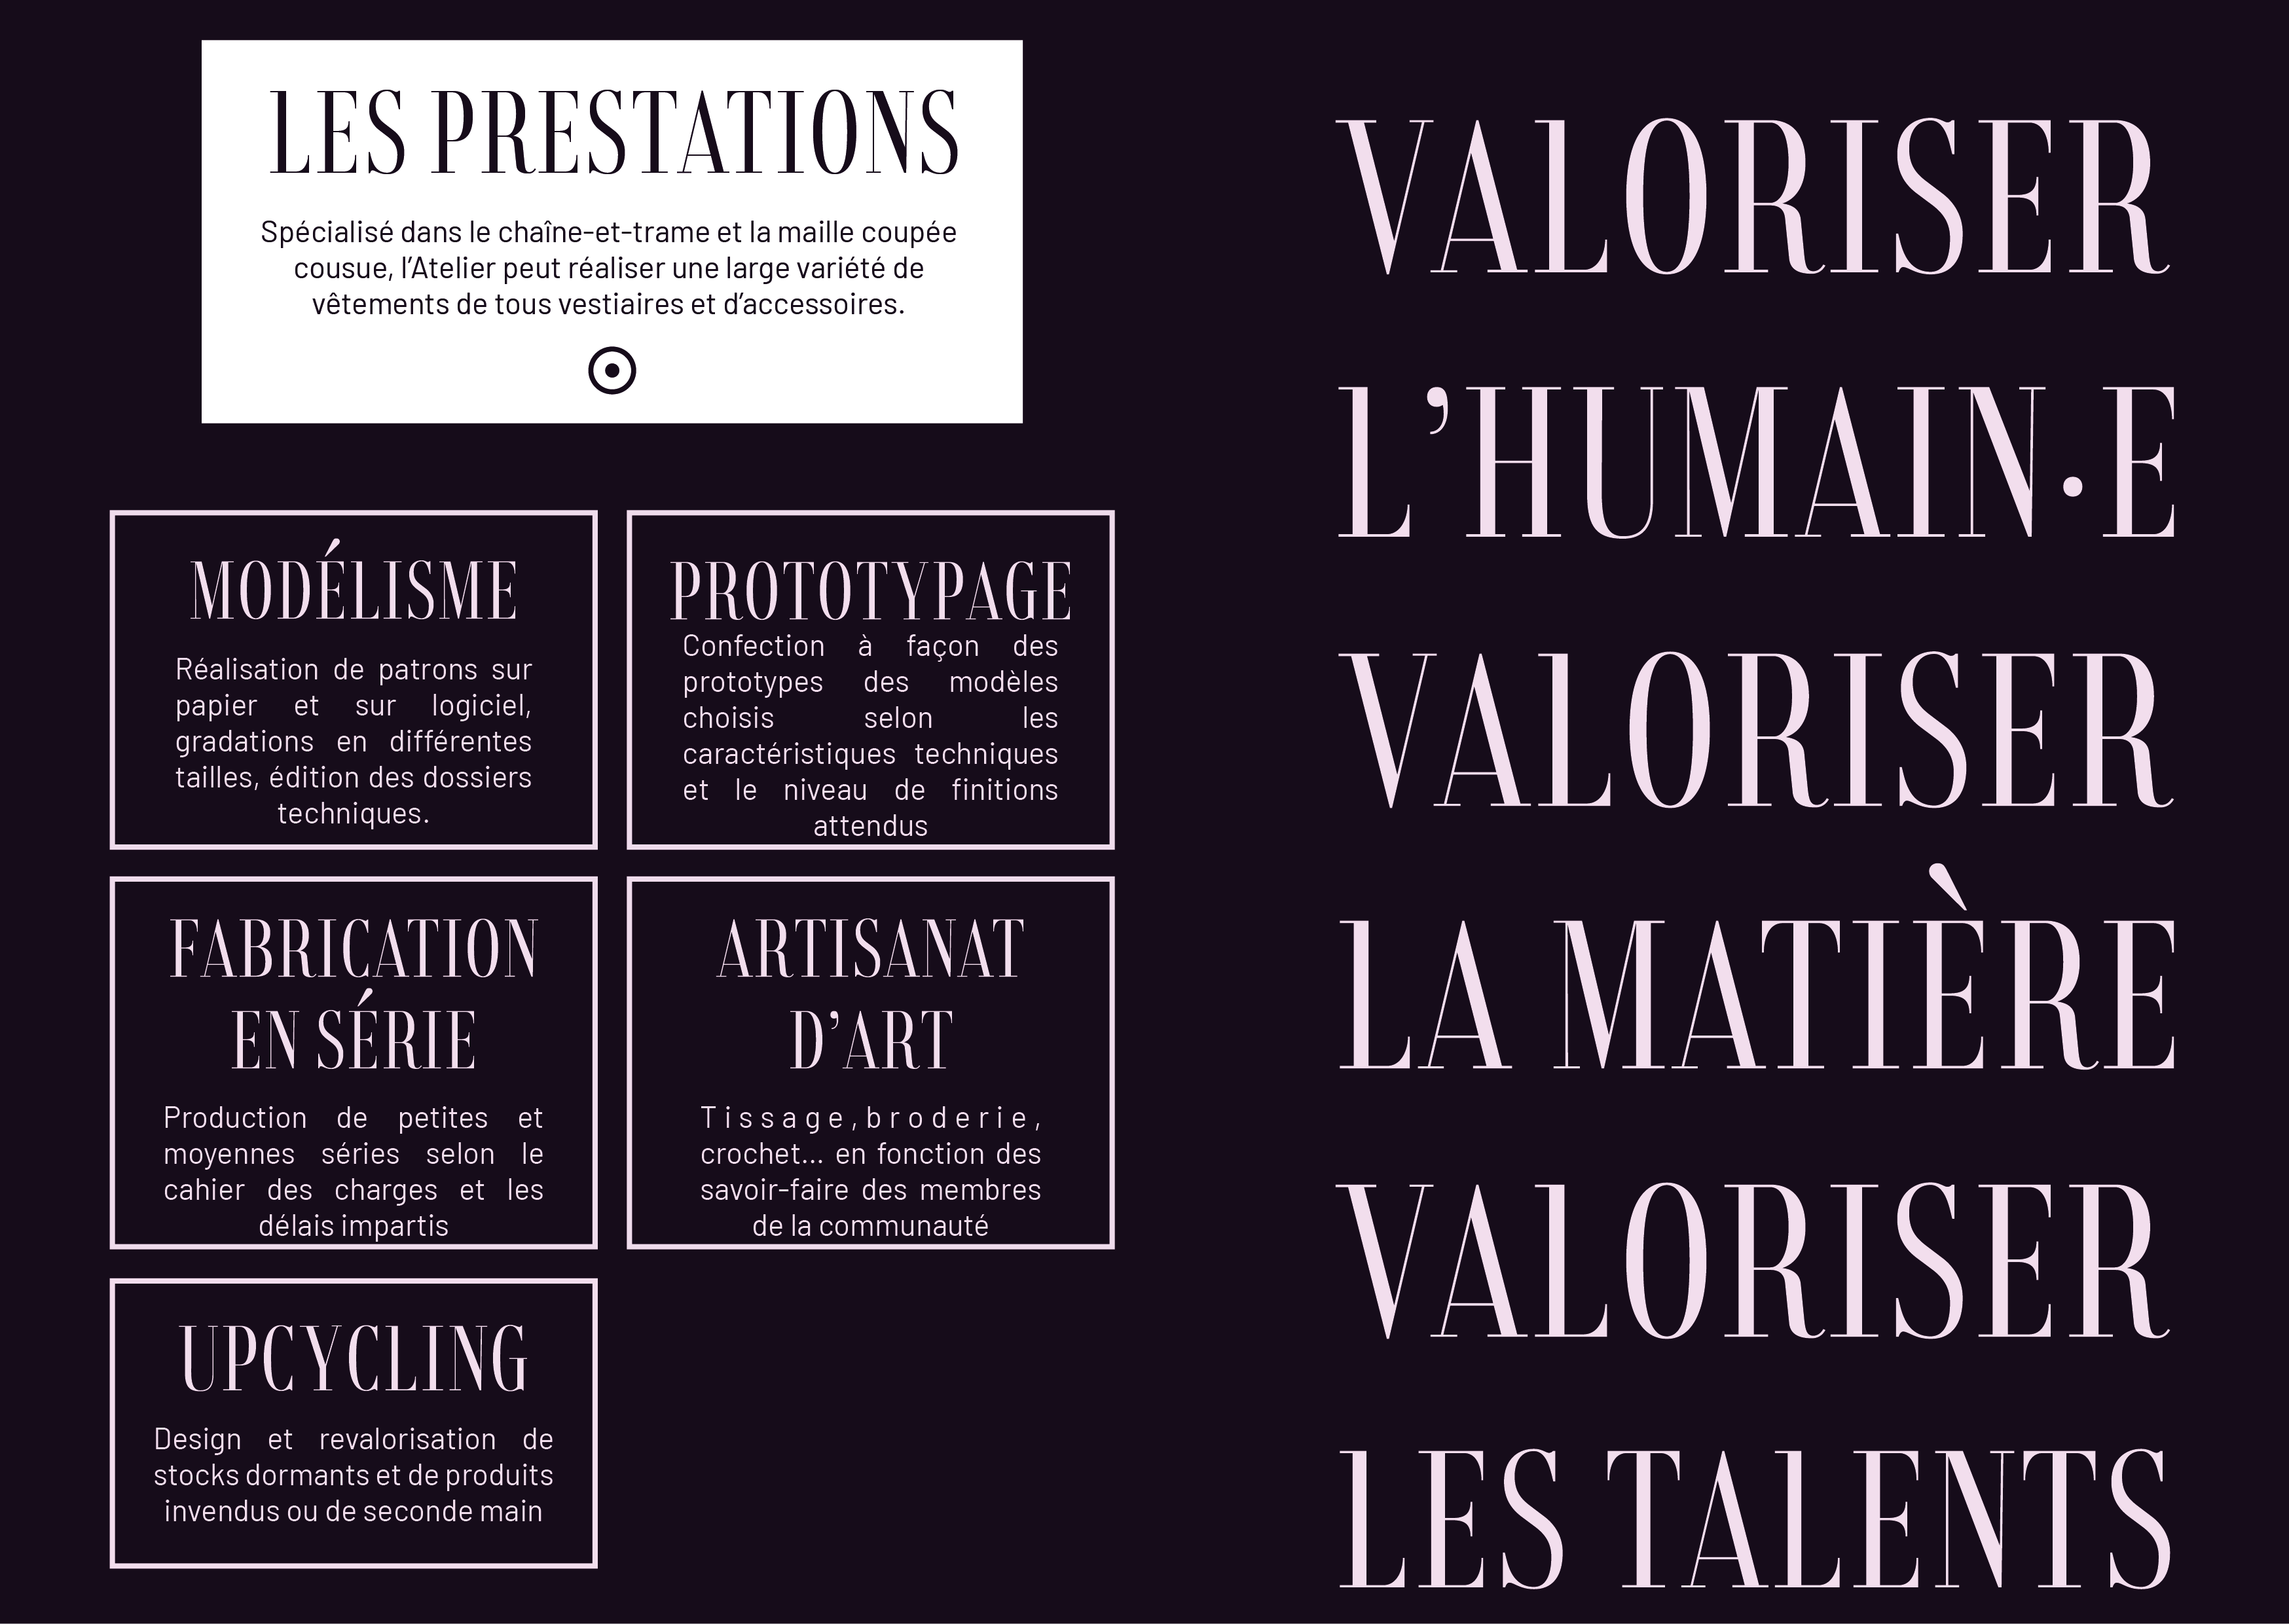 LES PRESTATIONS
Spécialisé dans le chaîne-et-trame et la maille coupée
cousue, l’Atelier peut réaliser une large variété de
vêtements de tous vestiaires et d’accessoires.
MODÉLISME
Réalisation de patrons sur
papier et sur logiciel,
gradations en différentes
tailles, édition des dossiers
techniques.
PROTOTYPAGE
Confection à façon des
prototypes des modèles
choisis selon les
caractéristiques techniques
et le niveau de finitions
attendus
FABRICATION
EN SÉRIE
Production de petites et
moyennes séries selon le
cahier des charges et les
délais impartis
ARTISANAT
D’ART
Tissage,broderie,
crochet... en fonction des
savoir-faire des membres
de la communauté
UPCYCLING
Design et revalorisation de
stocks dormants et de produits
invendus ou de seconde main
VALORISER
L’HUMAIN·E
VALORISER
LA MATIÈRE
VALORISER
LES TALENTS